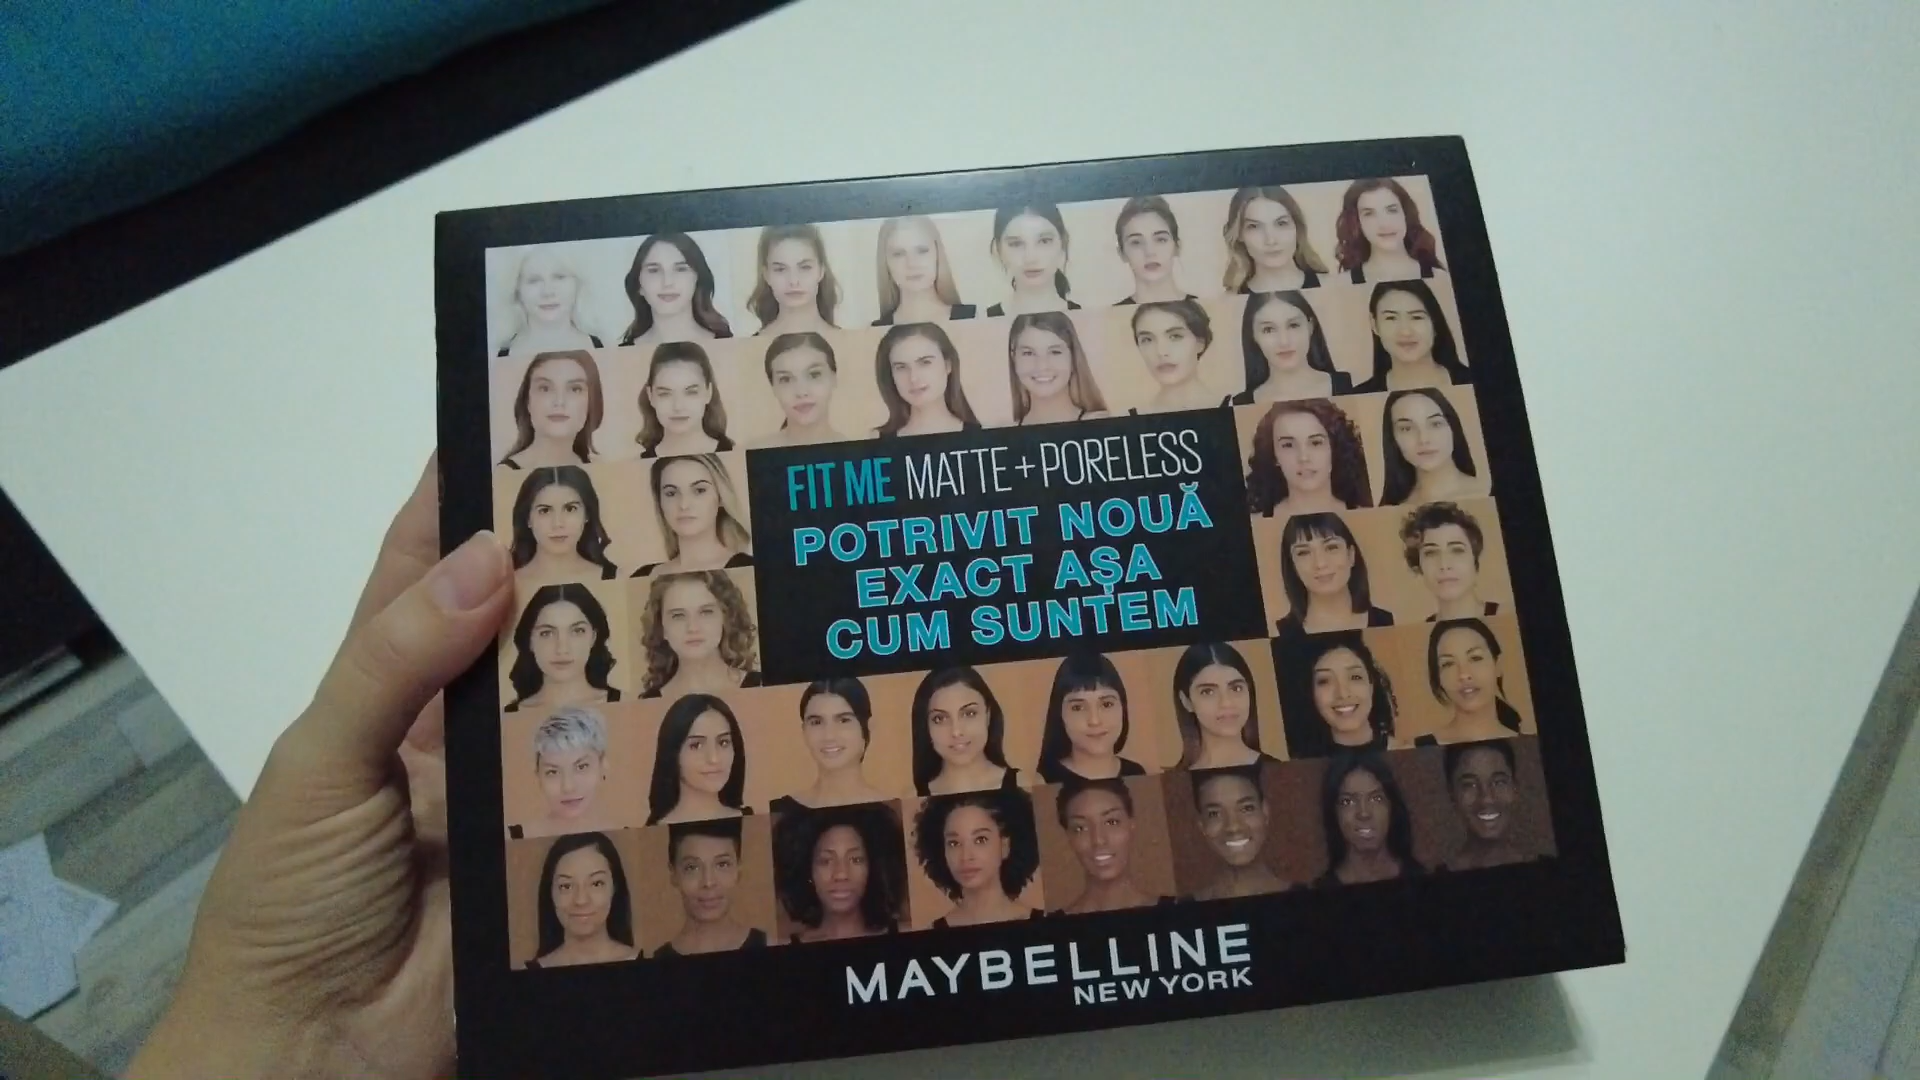 FIT ME MATTE+PORELESS
POTRIVIT NOUĂ
EXACT AȘA
CUM SUNTEM
MAYBELLINE
NEW YORK